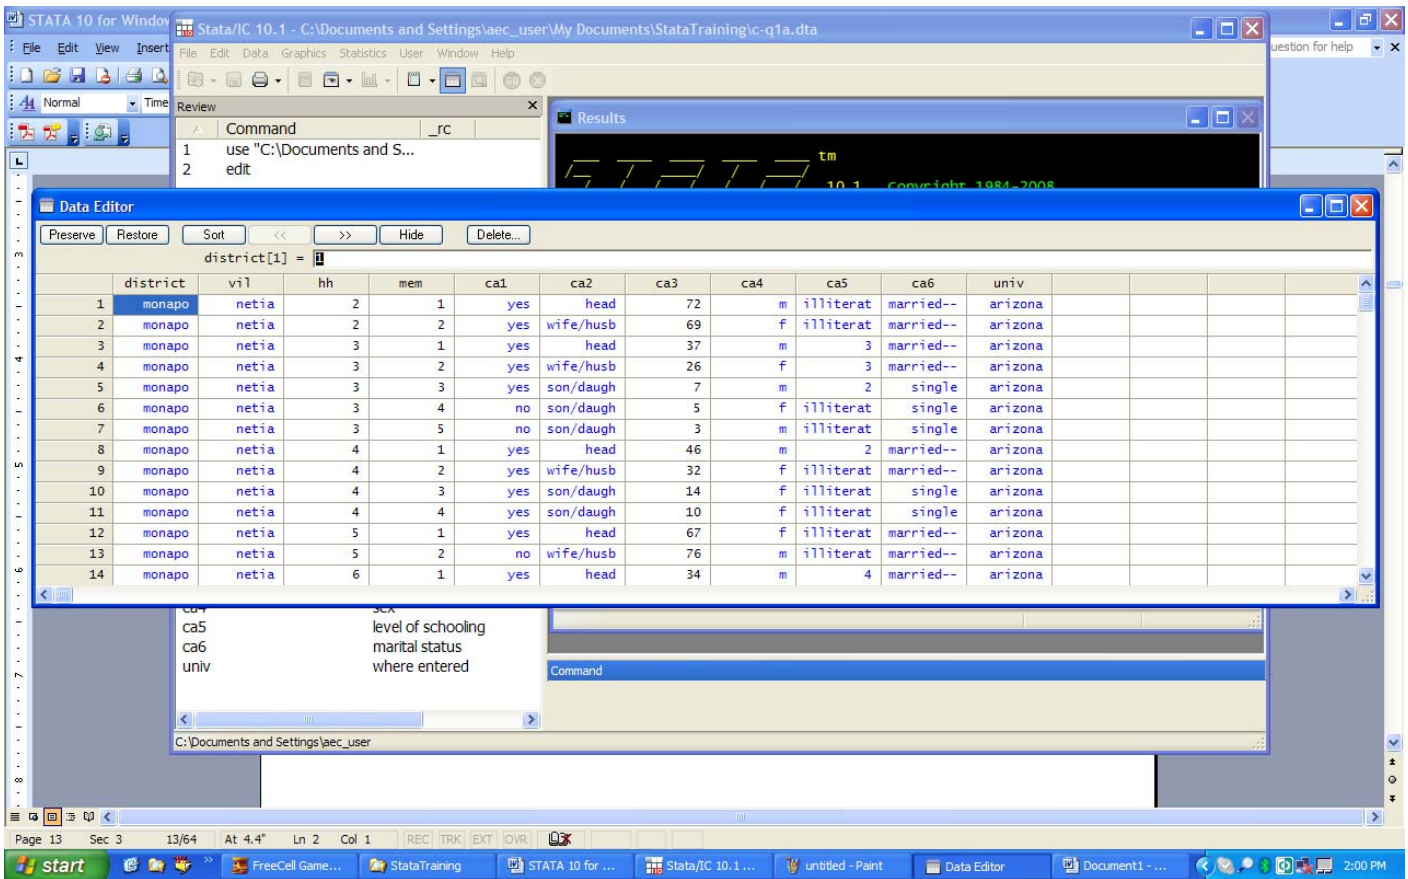 STATA 10 for Window
Stata/IC 10.1 - C:\Documents and Settings\aec_user\My Documents\StataTraining\c-q1a.dta
File Edit View Insert
File Edit Data Graphics Statistics User Window Help
uestion for help
Normal Time
Review
Results
Command _rc
1 use "C:\Documents and S...
2 edit
tm
10.1 Copyright 1984-2008
Data Editor
Preserve Restore Sort << >> Hide Delete...
district[1] = 1
district vil hh mem ca1 ca2 ca3 ca4 ca5 ca6 univ
1 monapo netia 2 1 yes head 72 m illiterat married-- arizona
2 monapo netia 2 2 yes wife/husb 69 f illiterat married-- arizona
3 monapo netia 3 1 yes head 37 m 3 married-- arizona
4 monapo netia 3 2 yes wife/husb 26 f 3 married-- arizona
5 monapo netia 3 3 yes son/daugh 7 m 2 single arizona
6 monapo netia 3 4 no son/daugh 5 f illiterat single arizona
7 monapo netia 3 5 no son/daugh 3 m illiterat single arizona
8 monapo netia 4 1 yes head 46 m 2 married-- arizona
9 monapo netia 4 2 yes wife/husb 32 f illiterat married-- arizona
10 monapo netia 4 3 yes son/daugh 14 f illiterat single arizona
11 monapo netia 4 4 yes son/daugh 10 f illiterat single arizona
12 monapo netia 5 1 yes head 67 f illiterat married-- arizona
13 monapo netia 5 2 no wife/husb 76 m illiterat married-- arizona
14 monapo netia 6 1 yes head 34 m 4 married-- arizona
ca4 sex
ca5 level of schooling
ca6 marital status
univ where entered
Command
C:\Documents and Settings\aec_user
Page 13 Sec 3 13/64 At 4.4" Ln 2 Col 1 REC TRK EXT OVR
start FreeCell Game... StataTraining STATA 10 for ... Stata/IC 10.1 ... untitled - Paint Data Editor Document1 - ... 2:00 PM